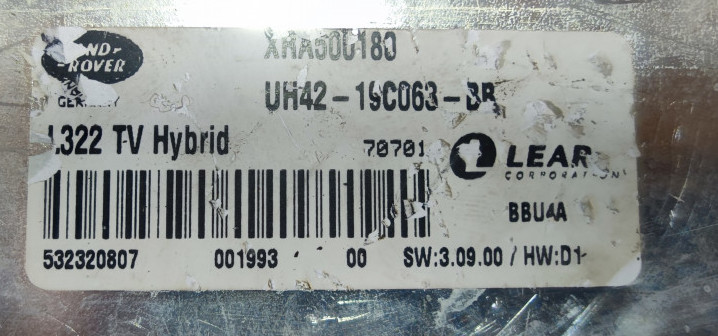 LAND-
-ROVER
GERMANY
XRA500180
UH42-19C063-BB
L322 TV Hybrid
70701
LEAR
CORPORATION
BBU4A
532320807 001993 00 SW:3.09.00 / HW:D1